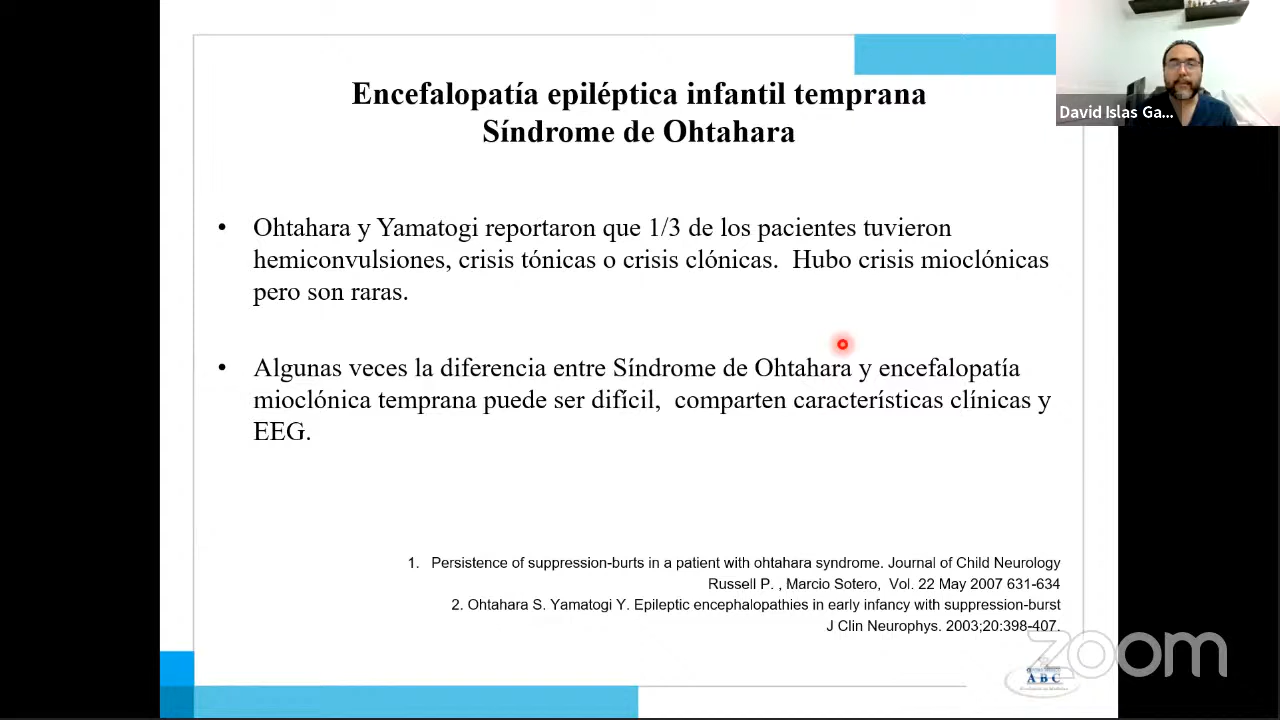 Encefalopatía epiléptica infantil temprana
Síndrome de Ohtahara
David Islas Ga...
• Ohtahara y Yamatogi reportaron que 1/3 de los pacientes tuvieron
hemiconvulsiones, crisis tónicas o crisis clónicas. Hubo crisis mioclónicas
pero son raras.
• Algunas veces la diferencia entre Síndrome de Ohtahara y encefalopatía
mioclónica temprana puede ser difícil, comparten características clínicas y
EEG.
1. Persistence of suppression-burts in a patient with ohtahara syndrome. Journal of Child Neurology
Russell P. , Marcio Sotero, Vol. 22 May 2007 631-634
2. Ohtahara S. Yamatogi Y. Epileptic encephalopathies in early infancy with suppression-burst
J Clin Neurophys. 2003;20:398-407.
zoom
ABC